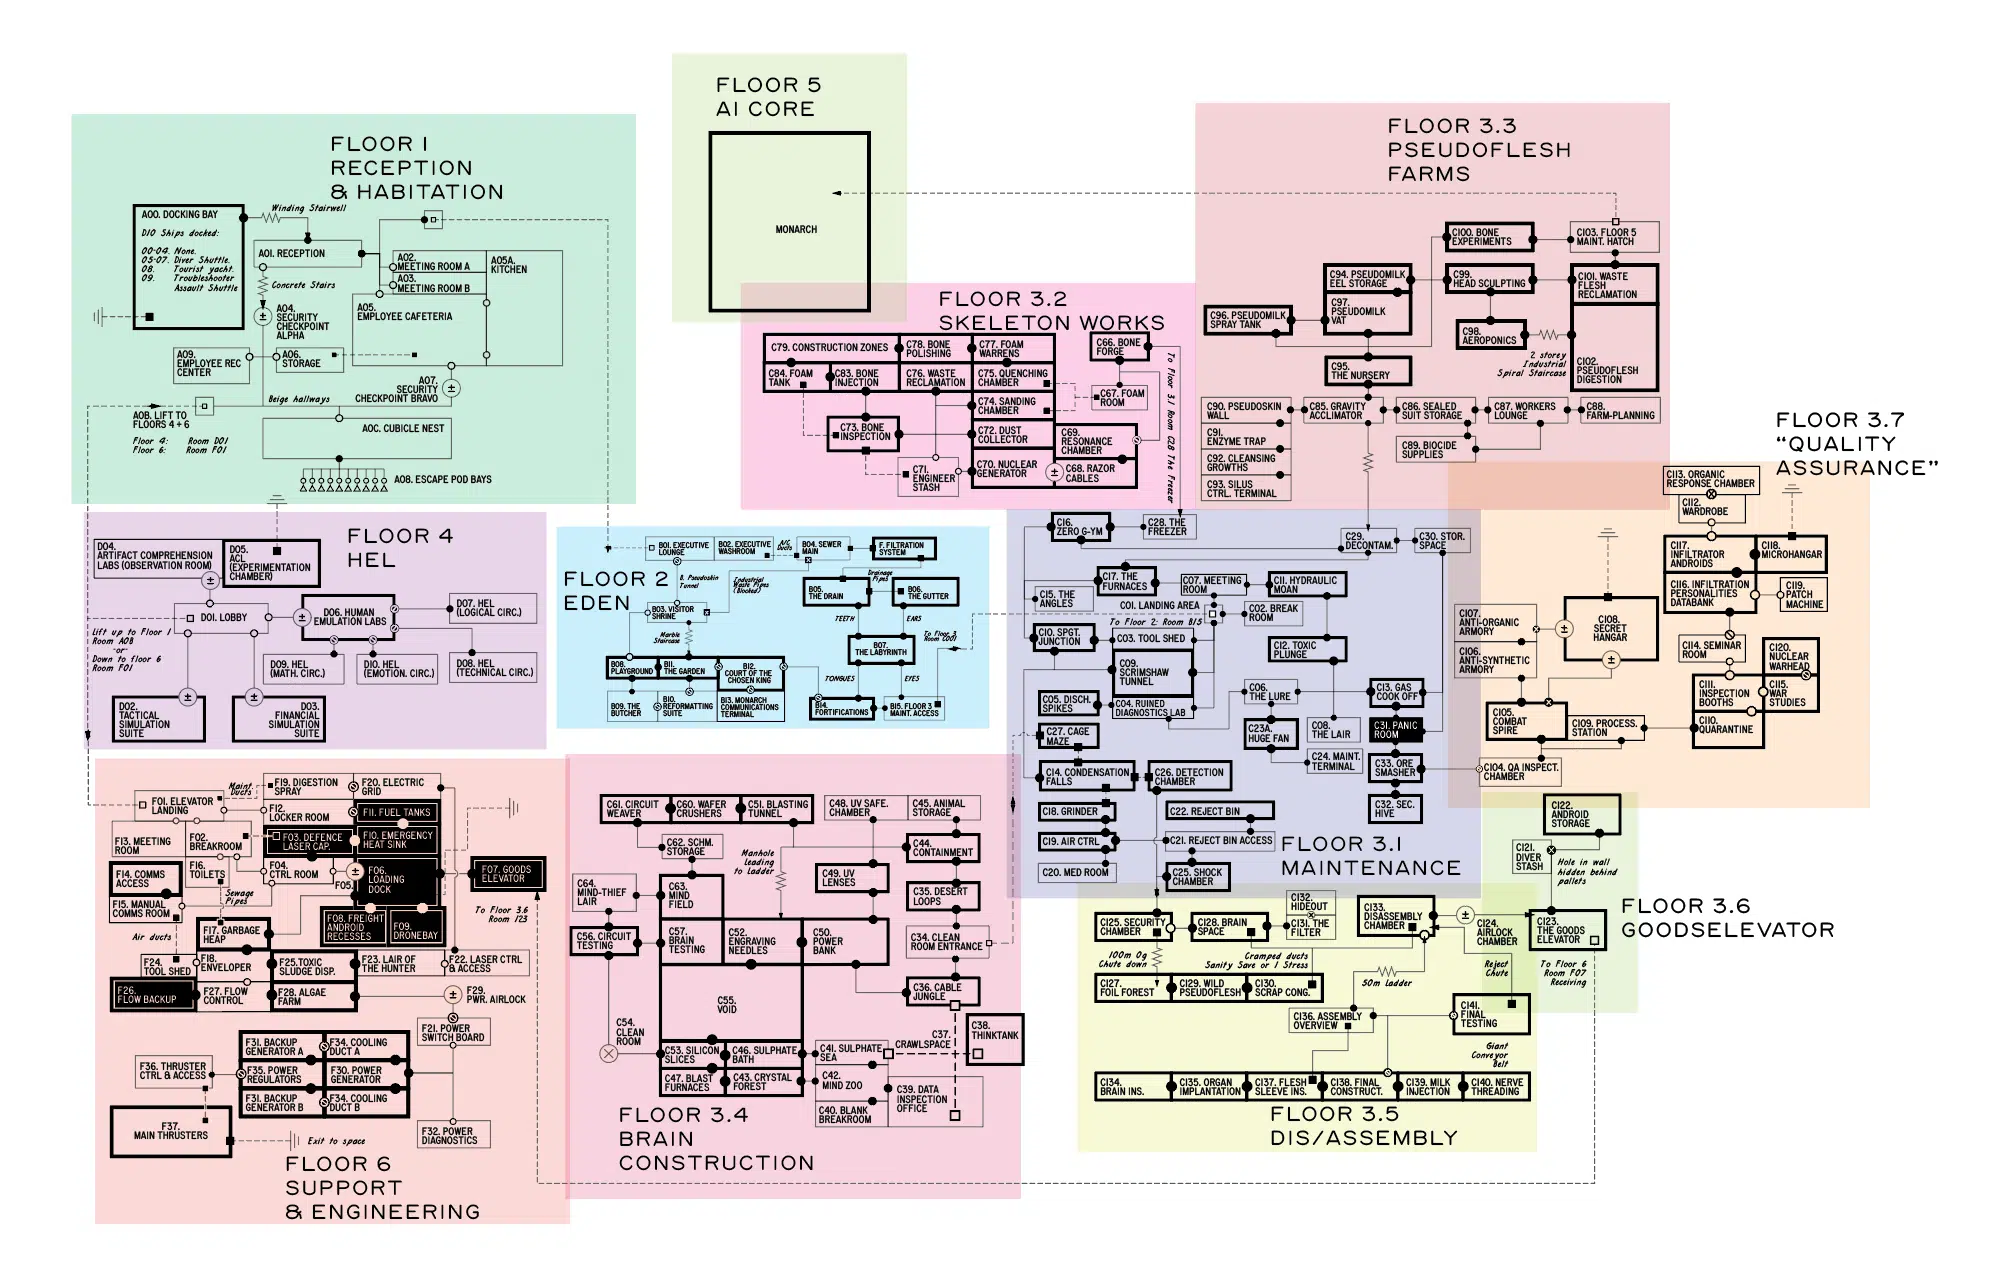 FLOOR 1
RECEPTION
& HABITATION
A00. DOCKING BAY
D10 Ships docked:
00-04. None.
05-07. Diver Shuttle.
08. Tourist yacht.
09. Troubleshooter
Assault Shuttle
Winding Stairwell
A01. RECEPTION
A02.
MEETING ROOM A
A03.
MEETING ROOM B
A05A.
KITCHEN
Concrete Stairs
A04.
SECURITY
CHECKPOINT
ALPHA
A05.
EMPLOYEE CAFETERIA
A09.
EMPLOYEE REC
CENTER
A06.
STORAGE
A07.
SECURITY
CHECKPOINT BRAVO
Beige hallways
A0B. LIFT TO
FLOORS 4 + 6
Floor 4: Room D01
Floor 6: Room F01
A0C. CUBICLE NEST
A08. ESCAPE POD BAYS
FLOOR 5
AI CORE
MONARCH
FLOOR 3.3
PSEUDOFLESH
FARMS
C100. BONE
EXPERIMENTS
C103. FLOOR 5
MAINT. HATCH
C94. PSEUDOMILK
EEL STORAGE
C99.
HEAD SCULPTING
C101. WASTE
FLESH
RECLAMATION
C96. PSEUDOMILK
SPRAY TANK
C97.
PSEUDOMILK
VAT
C98.
AEROPONICS
2 storey
Industrial
Spiral Staircase
C102.
PSEUDOFLESH
DIGESTION
C95.
THE NURSERY
C90. PSEUDOSKIN
WALL
C85. GRAVITY
ACCLIMATOR
C86. SEALED
SUIT STORAGE
C87. WORKERS
LOUNGE
C88.
FARM-PLANNING
C91.
ENZYME TRAP
C89. BIOCIDE
SUPPLIES
C92. CLEANSING
GROWTHS
C93. SILUS
CTRL. TERMINAL
FLOOR 3.2
SKELETON WORKS
C79. CONSTRUCTION ZONES
C78. BONE
POLISHING
C77. FOAM
WARRENS
C66. BONE
FORGE
C84. FOAM
TANK
C83. BONE
INJECTION
C76. WASTE
RECLAMATION
C75. QUENCHING
CHAMBER
C67. FOAM
ROOM
C74. SANDING
CHAMBER
C73. BONE
INSPECTION
C72. DUST
COLLECTOR
C69.
RESONANCE
CHAMBER
C71.
ENGINEER
STASH
C70. NUCLEAR
GENERATOR
C68. RAZOR
CABLES
To Floor 3.1 Room C28 The Freezer
FLOOR 3.7
"QUALITY
ASSURANCE"
C113. ORGANIC
RESPONSE CHAMBER
C112.
WARDROBE
C117.
INFILTRATOR
ANDROIDS
C118.
MICROHANGAR
C116. INFILTRATION
PERSONALITIES
DATABANK
C119.
PATCH
MACHINE
C107.
ANTI-ORGANIC
ARMORY
C108.
SECRET
HANGAR
C106.
ANTI-SYNTHETIC
ARMORY
C114. SEMINAR
ROOM
C120.
NUCLEAR
WARHEAD
C111.
INSPECTION
BOOTHS
C115.
WAR
STUDIES
C105.
COMBAT
SPIRE
C109. PROCESS.
STATION
C110.
QUARANTINE
C104. QA INSPECT.
CHAMBER
FLOOR 4
HEL
D04.
ARTIFACT COMPREHENSION
LABS (OBSERVATION ROOM)
D05.
ACL
(EXPERIMENTATION
CHAMBER)
D01. LOBBY
D06. HUMAN
EMULATION LABS
D07. HEL
(LOGICAL CIRC.)
Lift up to Floor 1
Room A0B
-or-
Down to floor 6
Room F01
D09. HEL
(MATH. CIRC.)
D10. HEL
(EMOTION. CIRC.)
D08. HEL
(TECHNICAL CIRC.)
D02.
TACTICAL
SIMULATION
SUITE
D03.
FINANCIAL
SIMULATION
SUITE
FLOOR 2
EDEN
B01. EXECUTIVE
LOUNGE
B02. EXECUTIVE
WASHROOM
A/C
Ducts
B04. SEWER
MAIN
F. FILTRATION
SYSTEM
8. Pseudoskin
Tunnel
Industrial
Waste Pipes
(Blocked)
Drainage
Pipes
B05.
THE DRAIN
B06.
THE GUTTER
B03. VISITOR
SHRINE
TEETH
EARS
Marble
Staircase
B07.
THE LABYRINTH
To Floor 3
Room C001
B08.
PLAYGROUND
B11.
THE GARDEN
B12.
COURT OF THE
CHOSEN KING
TONGUES
EYES
B09. THE
BUTCHER
B10.
REFORMATTING
SUITE
B13. MONARCH
COMMUNICATIONS
TERMINAL
B14.
FORTIFICATIONS
B15. FLOOR 3
MAINT. ACCESS
C16.
ZERO G-YM
C28. THE
FREEZER
C29.
DECONTAM.
C30. STOR.
SPACE
C17. THE
FURNACES
C07. MEETING
ROOM
C11. HYDRAULIC
MOAN
C15. THE
ANGLES
C01. LANDING AREA
To Floor 2: Room B15
C02. BREAK
ROOM
C10. SPGT.
JUNCTION
C03. TOOL SHED
C12. TOXIC
PLUNGE
C09.
SCRIMSHAW
TUNNEL
C05. DISCH.
SPIKES
C04. RUINED
DIAGNOSTICS LAB
C06.
THE LURE
C13. GAS
COOK OFF
C27. CAGE
MAZE
C23A.
HUGE FAN
C08.
THE LAIR
C31. PANIC
ROOM
C24. MAINT.
TERMINAL
C14. CONDENSATION
FALLS
C26. DETECTION
CHAMBER
C33. ORE
SMASHER
C18. GRINDER
C22. REJECT BIN
C32. SEC.
HIVE
C19. AIR CTRL
C21. REJECT BIN ACCESS
C20. MED ROOM
C25. SHOCK
CHAMBER
FLOOR 3.1
MAINTENANCE
F19. DIGESTION
SPRAY
F20. ELECTRIC
GRID
Maint.
Ducts
F01. ELEVATOR
LANDING
F12.
LOCKER ROOM
F11. FUEL TANKS
F13. MEETING
ROOM
F02.
BREAKROOM
F03. DEFENCE
LASER CAP.
F10. EMERGENCY
HEAT SINK
F14. COMMS
ACCESS
F16.
TOILETS
F04.
CTRL ROOM
F05.
F06.
LOADING
DOCK
F07. GOODS
ELEVATOR
To Floor 3.6
Room 123
F15. MANUAL
COMMS ROOM
Sewage
Pipes
F17. GARBAGE
HEAP
F08. FREIGHT
ANDROID
RECESSES
F09.
DRONEBAY
Air ducts
F24.
TOOL SHED
F18.
ENVELOPER
F25.TOXIC
SLUDGE DISP.
F23. LAIR OF
THE HUNTER
F22. LASER CTRL
& ACCESS
F26.
FLOW BACKUP
F27. FLOW
CONTROL
F28. ALGAE
FARM
F29.
PWR. AIRLOCK
F21. POWER
SWITCH BOARD
F31. BACKUP
GENERATOR A
F34. COOLING
DUCT A
F36. THRUSTER
CTRL & ACCESS
F35. POWER
REGULATORS
F30. POWER
GENERATOR
F31. BACKUP
GENERATOR B
F34. COOLING
DUCT B
F37.
MAIN THRUSTERS
Exit to space
F32. POWER
DIAGNOSTICS
FLOOR 6
SUPPORT
& ENGINEERING
C61. CIRCUIT
WEAVER
C60. WAFER
CRUSHERS
C51. BLASTING
TUNNEL
C48. UV SAFE.
CHAMBER
C45. ANIMAL
STORAGE
C62. SCHM.
STORAGE
Manhole
leading
to ladder
C44.
CONTAINMENT
C64.
MIND-THIEF
LAIR
C63.
MIND
FIELD
C49. UV
LENSES
C35. DESERT
LOOPS
C56. CIRCUIT
TESTING
C57.
BRAIN
TESTING
C52.
ENGRAVING
NEEDLES
C50. POWER
BANK
C34. CLEAN
ROOM ENTRANCE
C55.
VOID
C36. CABLE
JUNGLE
C54.
CLEAN
ROOM
C38.
THINKTANK
C37.
CRAWLSPACE
C53. SILICON
SLICES
C46. SULPHATE
BATH
C41. SULPHATE
SEA
C47. BLAST
FURNACES
C43. CRYSTAL
FOREST
C42.
MIND ZOO
C39. DATA
INSPECTION
OFFICE
C40. BLANK
BREAKROOM
FLOOR 3.4
BRAIN
CONSTRUCTION
C122.
ANDROID
STORAGE
C121.
DIVER
STASH
Hole in wall
hidden behind
pallets
FLOOR 3.6
GOODSELEVATOR
C123.
THE GOODS
ELEVATOR
To Floor 6
Room F07
Receiving
C125. SECURITY
CHAMBER
C128. BRAIN
SPACE
C132.
HIDEOUT
C131. THE
FILTER
C133.
DISASSEMBLY
CHAMBER
C124.
AIRLOCK
CHAMBER
100m 0g
Chute down
Cramped ducts
Sanity Save or 1 Stress
Reject
Chute
C127.
FOIL FOREST
C129. WILD
PSEUDOFLESH
C130.
SCRAP CONG.
50m ladder
C136. ASSEMBLY
OVERVIEW
C141.
FINAL
TESTING
Giant
Conveyor
Belt
C134.
BRAIN INS.
C135. ORGAN
IMPLANTATION
C137. FLESH
SLEEVE INS.
C138. FINAL
CONSTRUCT.
C139. MILK
INJECTION
C140. NERVE
THREADING
FLOOR 3.5
DIS/ASSEMBLY